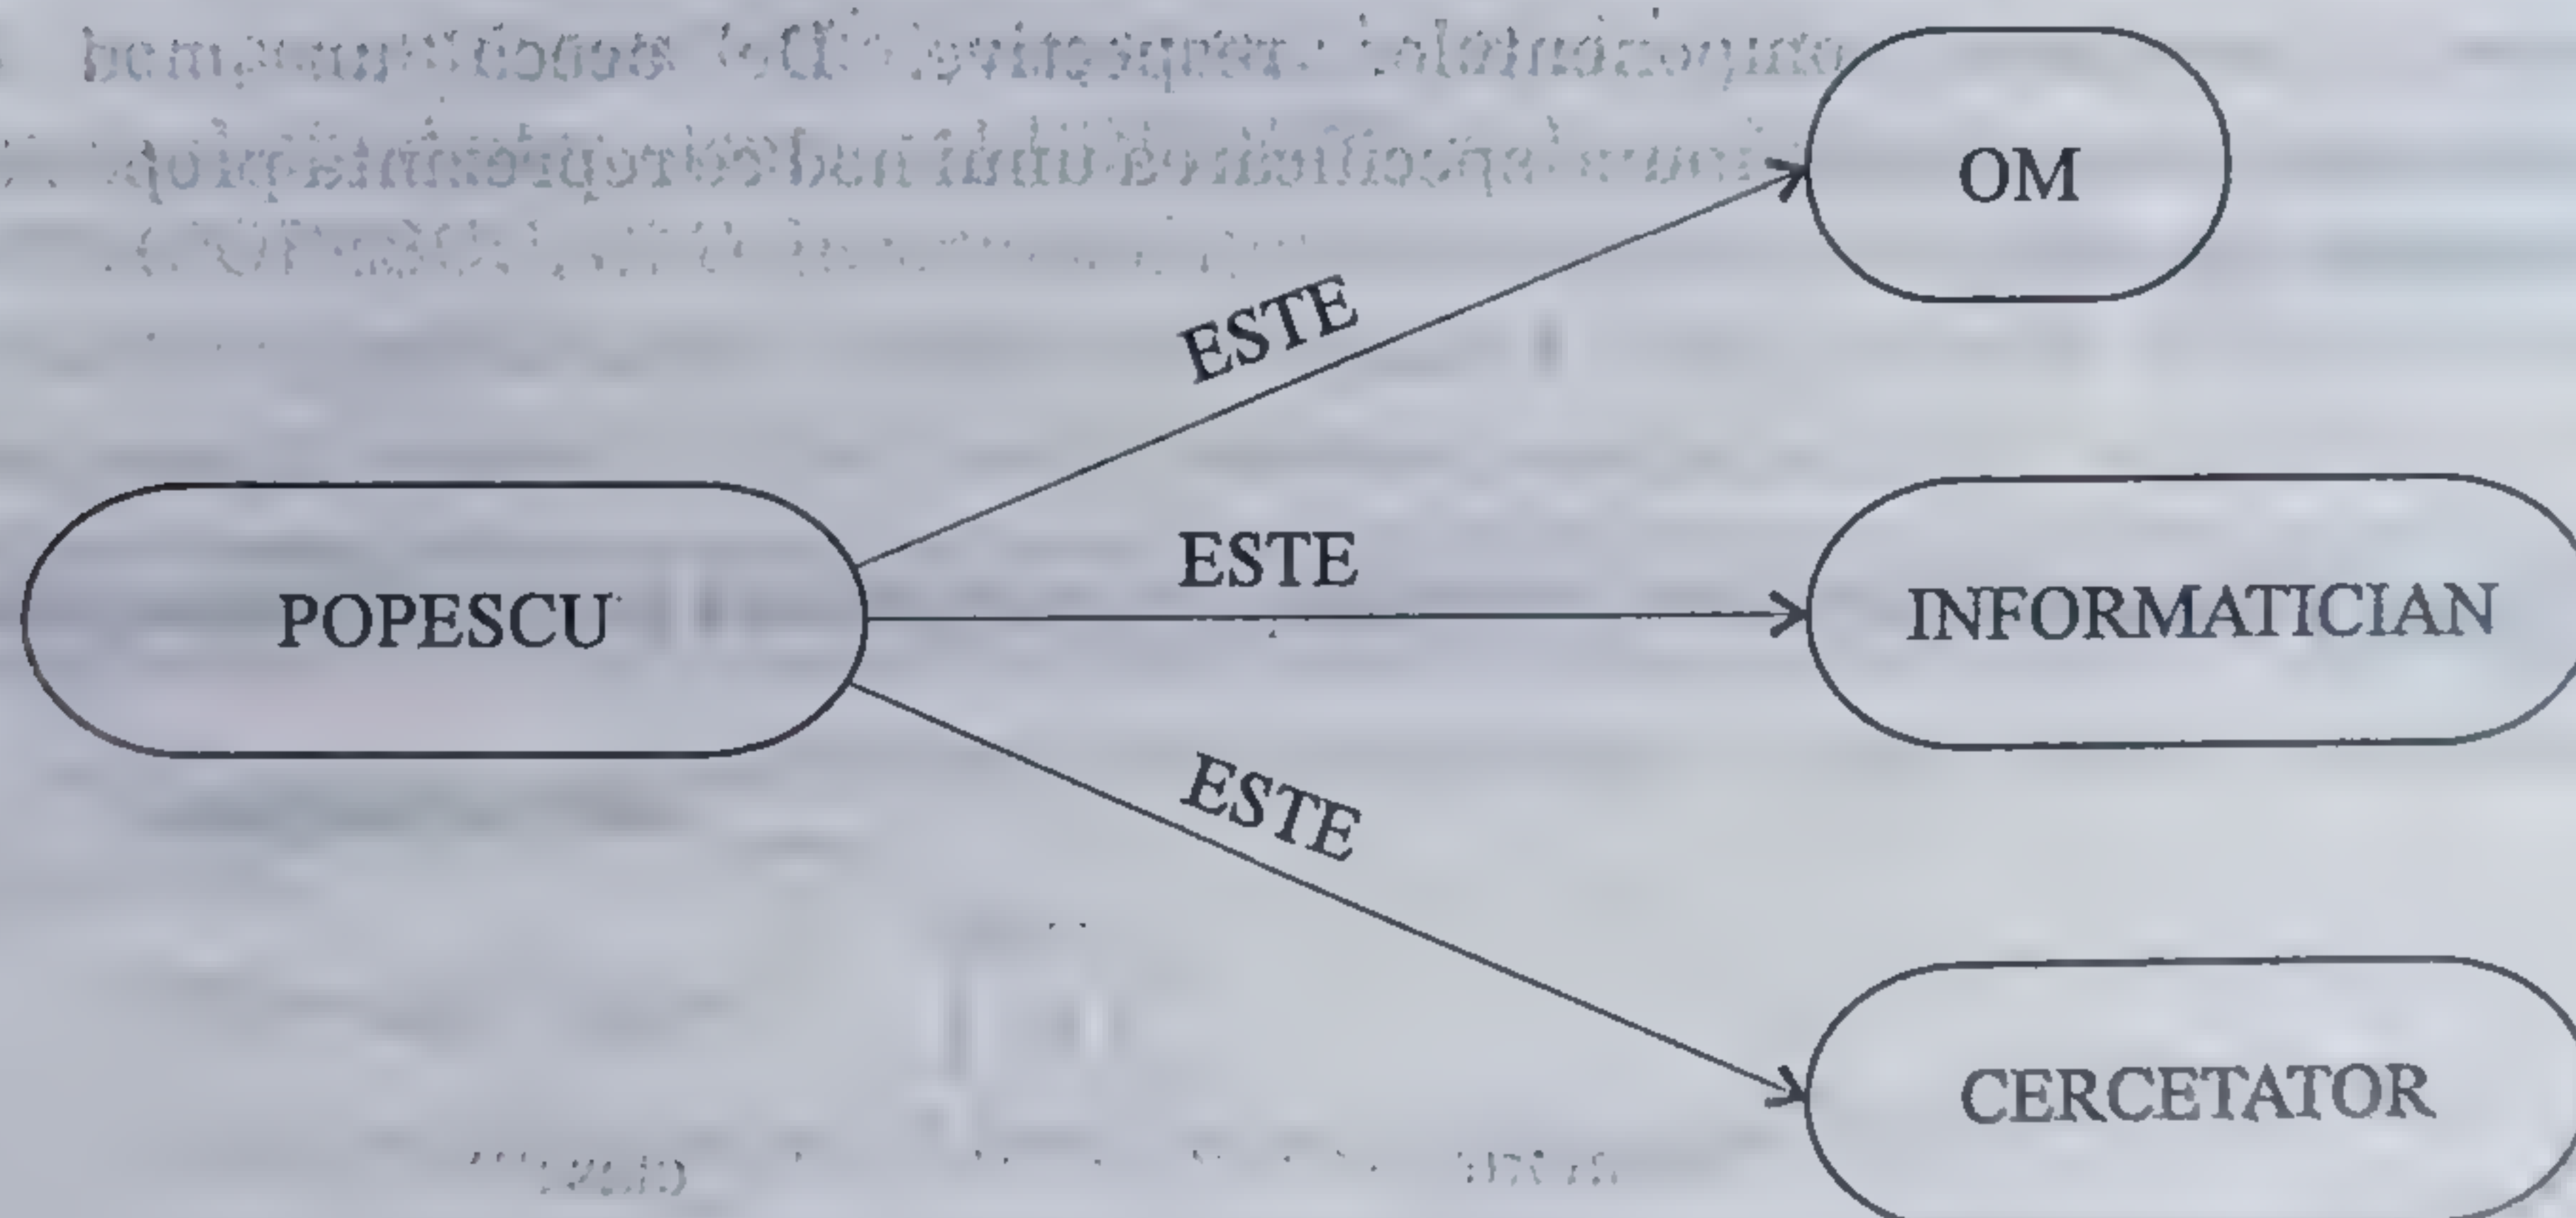 OM
ESTE
ESTE
POPESCU
INFORMATICIAN
ESTE
CERCETATOR